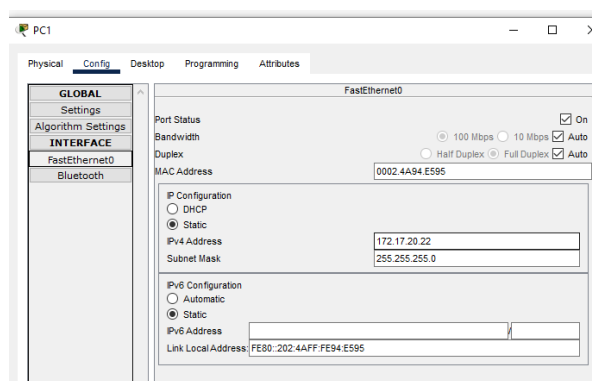 PC1
Physical Config Desktop Programming Attributes
GLOBAL
Settings
Algorithm Settings
INTERFACE
FastEthernet0
Bluetooth
FastEthernet0
Port Status On
Bandwidth 100 Mbps 10 Mbps Auto
Duplex Half Duplex Full Duplex Auto
MAC Address 0002.4A94.E595
IP Configuration
DHCP
Static
IPv4 Address 172.17.20.22
Subnet Mask 255.255.255.0
IPv6 Configuration
Automatic
Static
IPv6 Address /
Link Local Address: FE80::202:4AFF:FE94:E595